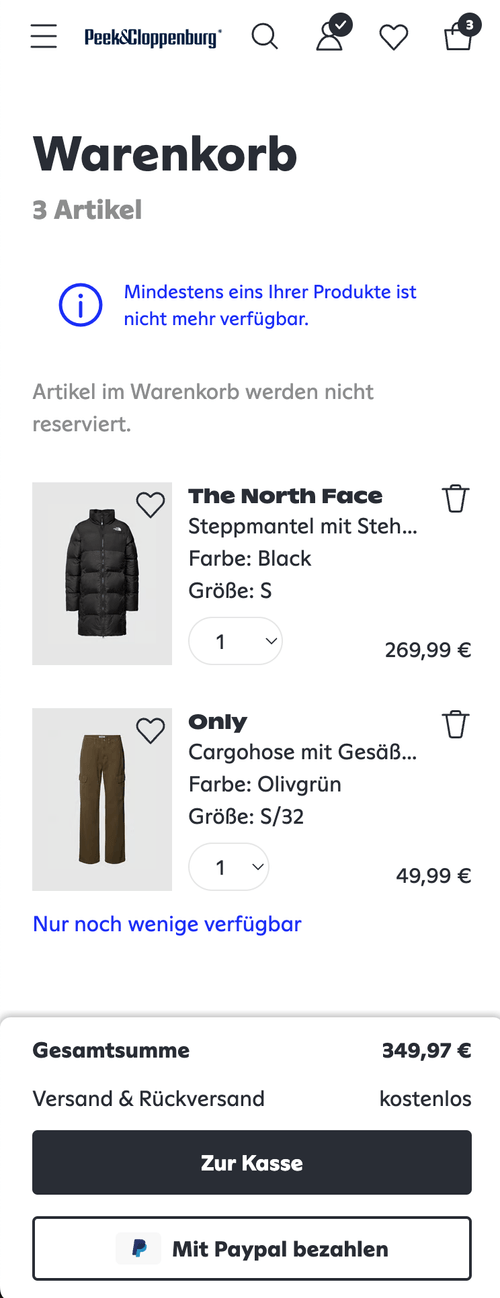 Peek&Cloppenburg*
3
Warenkorb
3 Artikel
Mindestens eins Ihrer Produkte ist
nicht mehr verfügbar.
Artikel im Warenkorb werden nicht
reserviert.
The North Face
Steppmantel mit Steh...
Farbe: Black
Größe: S
1
269,99 €
Only
Cargohose mit Gesäß...
Farbe: Olivgrün
Größe: S/32
1
49,99 €
Nur noch wenige verfügbar
Gesamtsumme 349,97 €
Versand & Rückversand kostenlos
Zur Kasse
Mit Paypal bezahlen